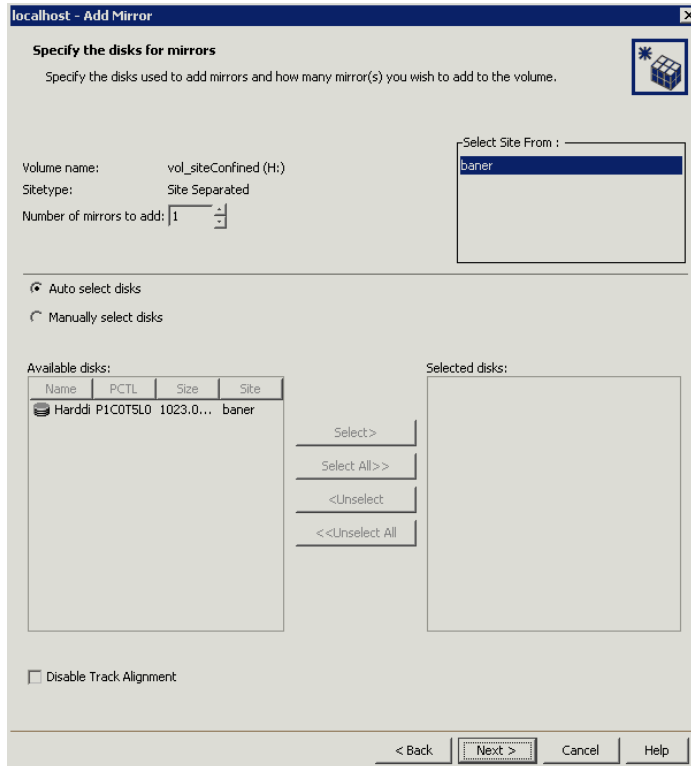 localhost - Add Mirror
Specify the disks for mirrors
Specify the disks used to add mirrors and how many mirror(s) you wish to add to the volume.
Select Site From :
baner
Volume name: vol_siteConfined (H:)
Sitetype: Site Separated
Number of mirrors to add: 1
Auto select disks
Manually select disks
Available disks: Selected disks:
Name PCTL Size Site
Harddi P1C0T5L0 1023.0... baner
Select>
Select All>>
<Unselect
<<Unselect All
Disable Track Alignment
< Back Next > Cancel Help